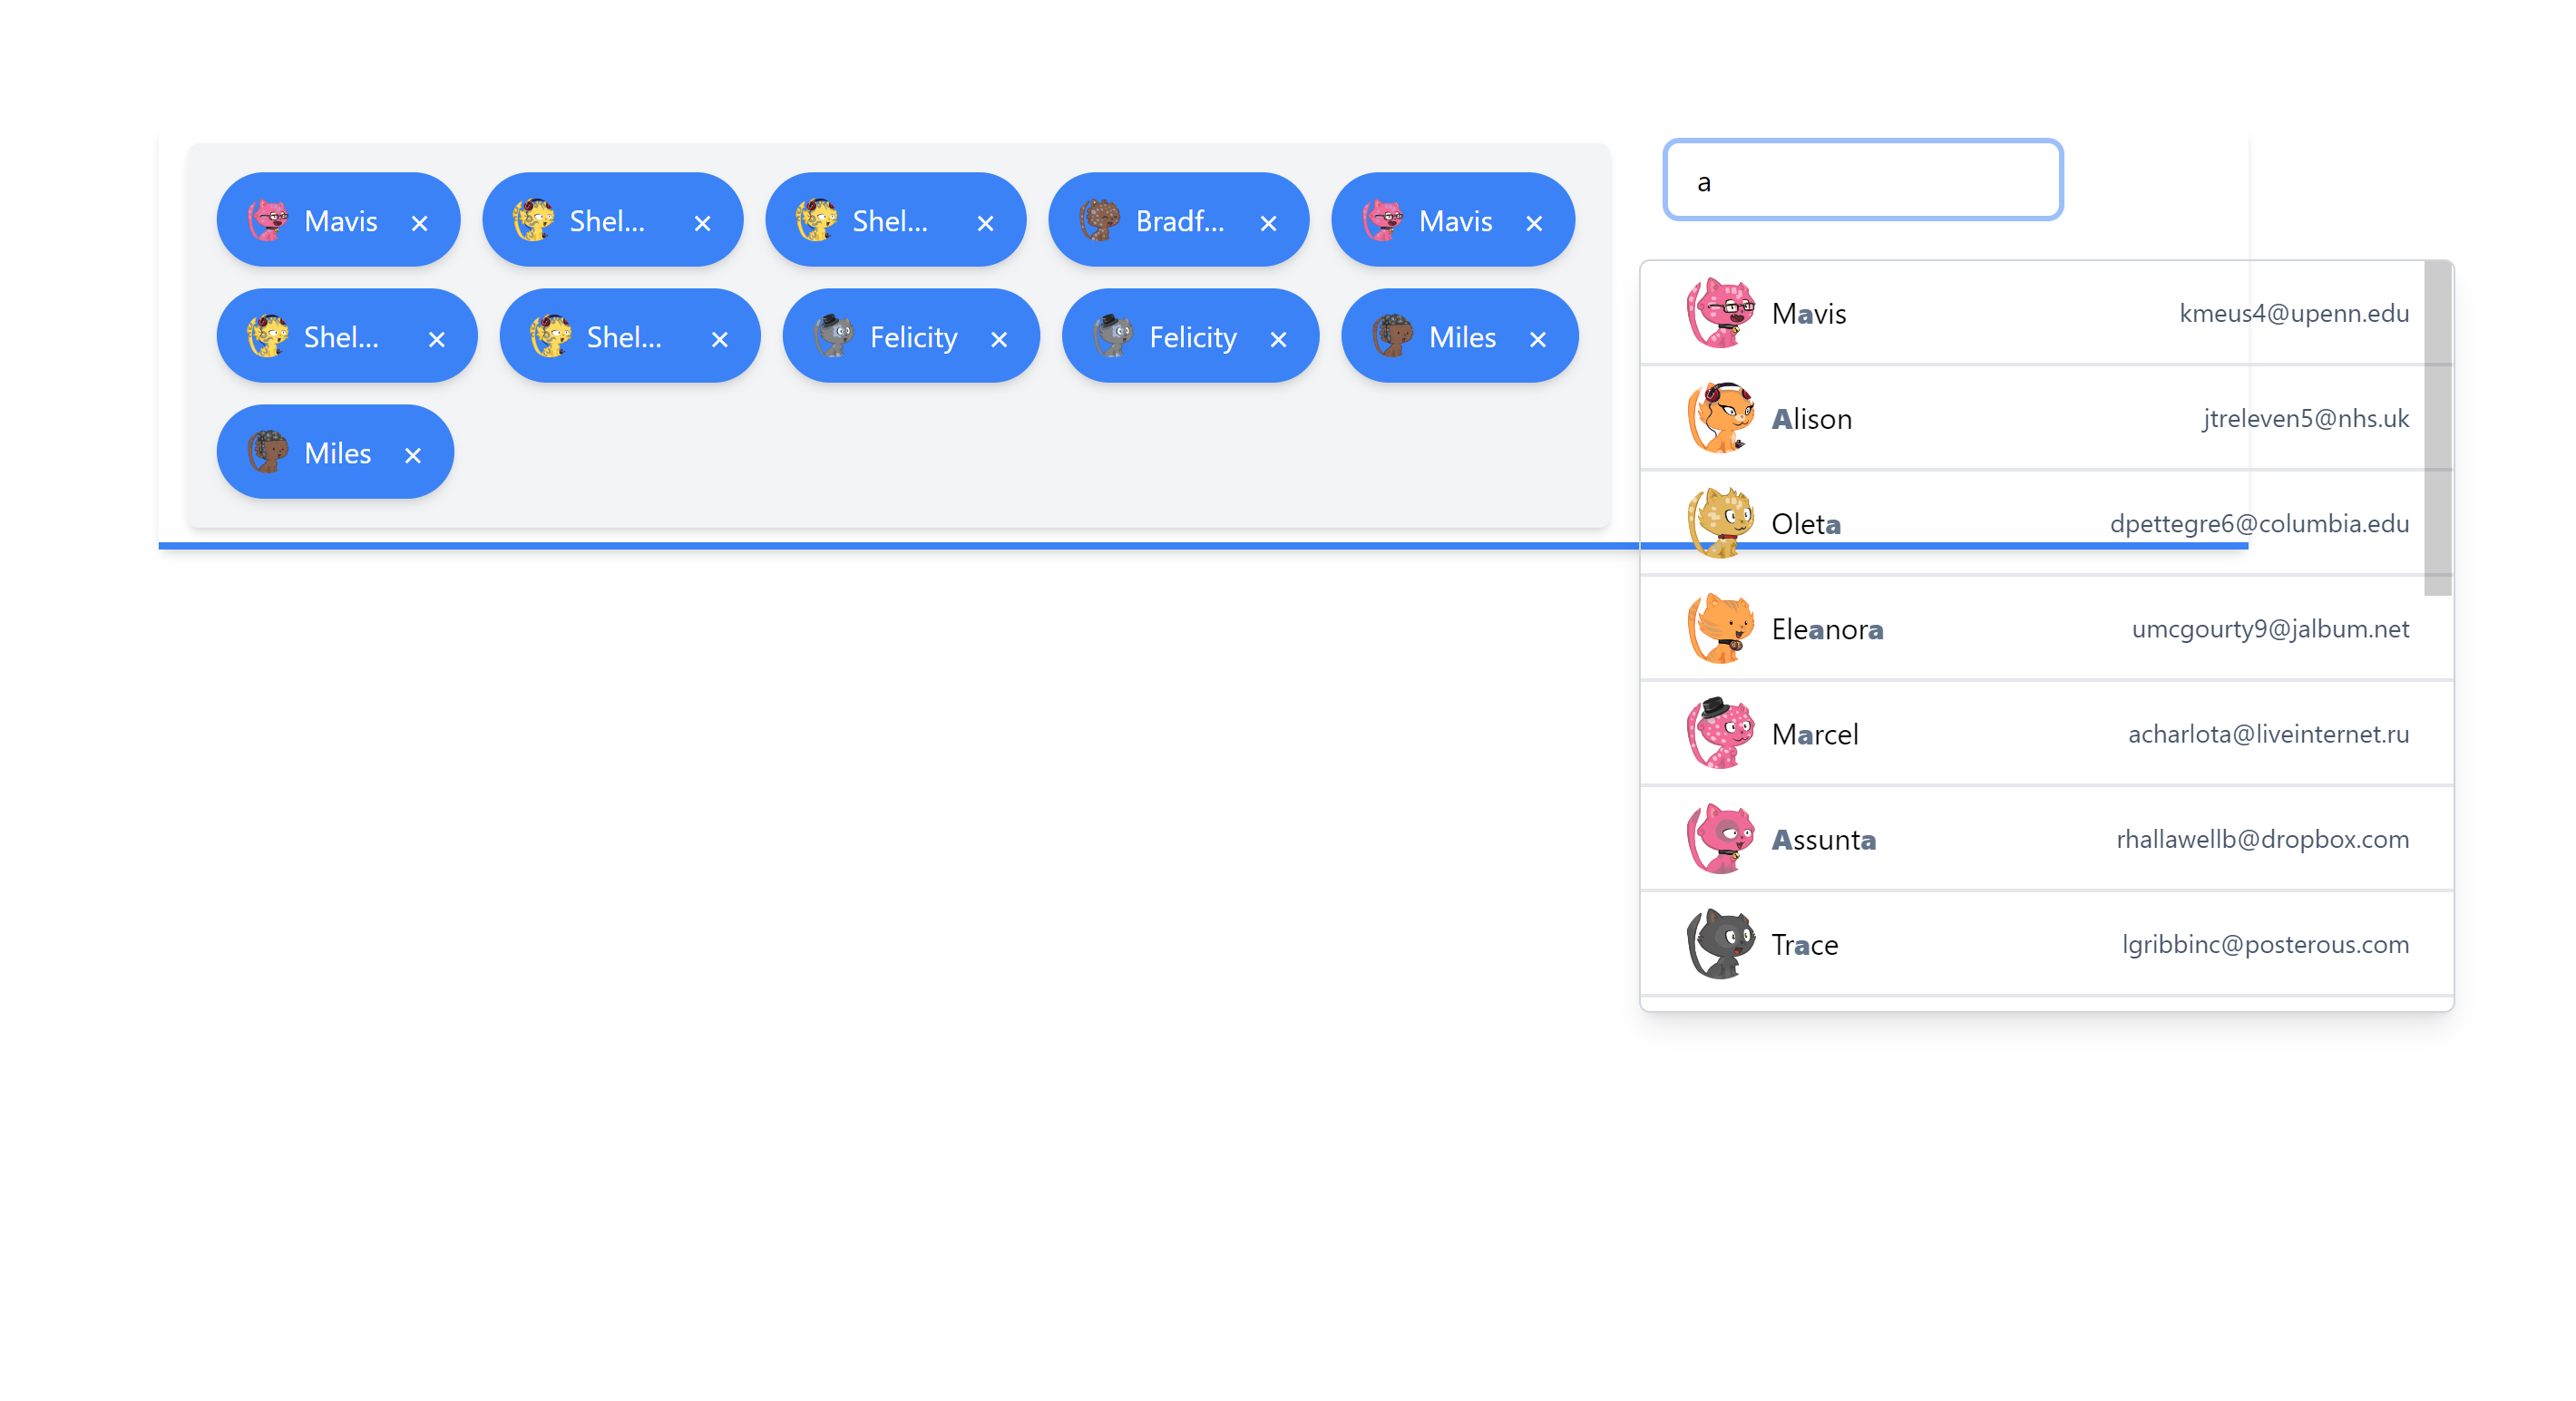 Mavis ×
Shel... ×
Shel... ×
Bradf... ×
Mavis ×
Shel... ×
Shel... ×
Felicity ×
Felicity ×
Miles ×
Miles ×
a
Mavis kmeus4@upenn.edu
Alison jtreleven5@nhs.uk
Oleta dpettegre6@columbia.edu
Eleanora umcgourty9@jalbum.net
Marcel acharlota@liveinternet.ru
Assunta rhallawellb@dropbox.com
Trace lgribbinc@posterous.com